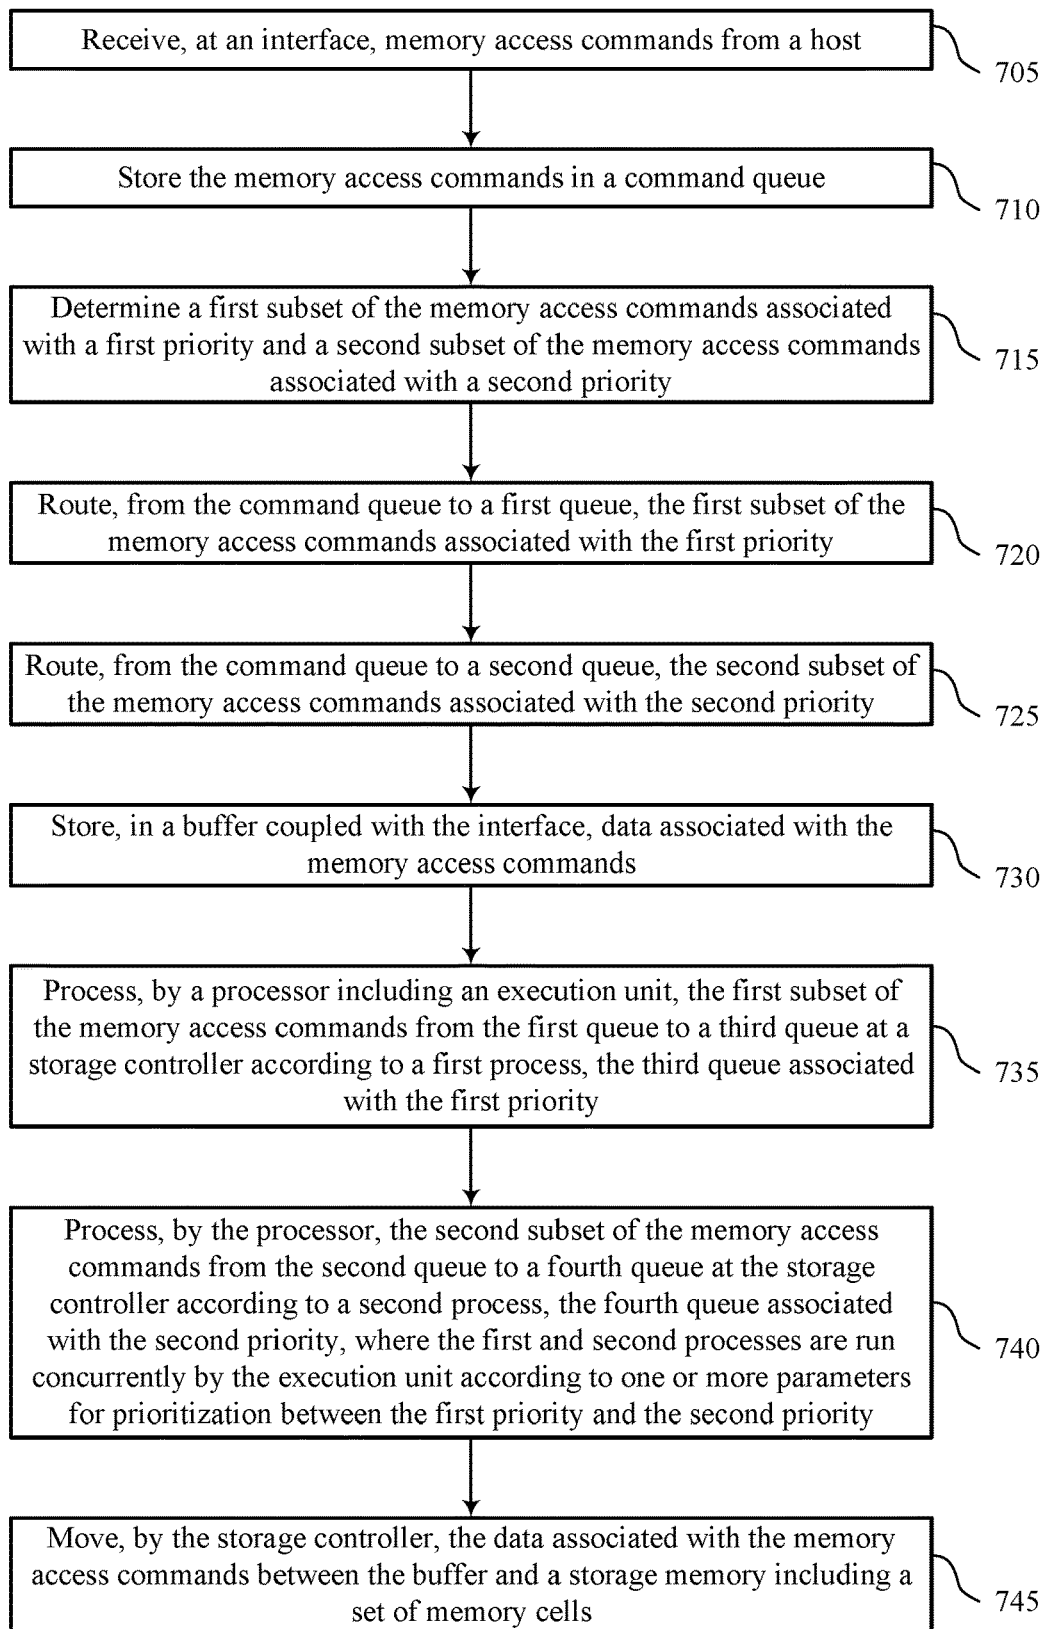 Receive, at an interface, memory access commands from a host
705
Store the memory access commands in a command queue
710
Determine a first subset of the memory access commands associated
with a first priority and a second subset of the memory access commands
associated with a second priority
715
Route, from the command queue to a first queue, the first subset of the
memory access commands associated with the first priority
720
Route, from the command queue to a second queue, the second subset of
the memory access commands associated with the second priority
725
Store, in a buffer coupled with the interface, data associated with the
memory access commands
730
Process, by a processor including an execution unit, the first subset of
the memory access commands from the first queue to a third queue at a
storage controller according to a first process, the third queue associated
with the first priority
735
Process, by the processor, the second subset of the memory access
commands from the second queue to a fourth queue at the storage
controller according to a second process, the fourth queue associated
with the second priority, where the first and second processes are run
concurrently by the execution unit according to one or more parameters
for prioritization between the first priority and the second priority
740
Move, by the storage controller, the data associated with the memory
access commands between the buffer and a storage memory including a
set of memory cells
745